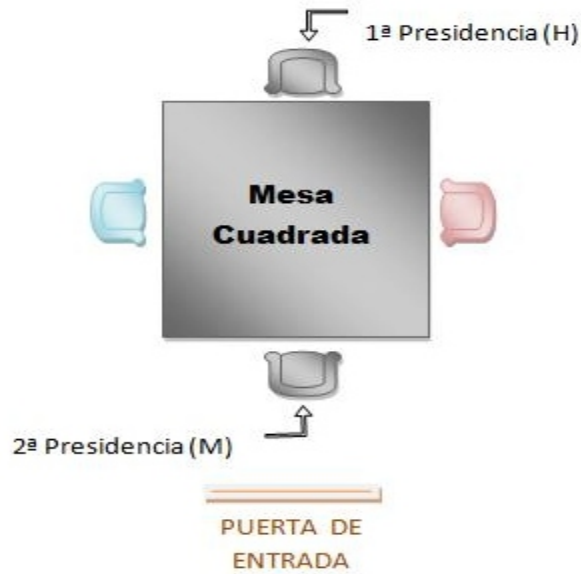 1ª Presidencia (H)
Mesa
Cuadrada
2ª Presidencia (M)
PUERTA DE
ENTRADA